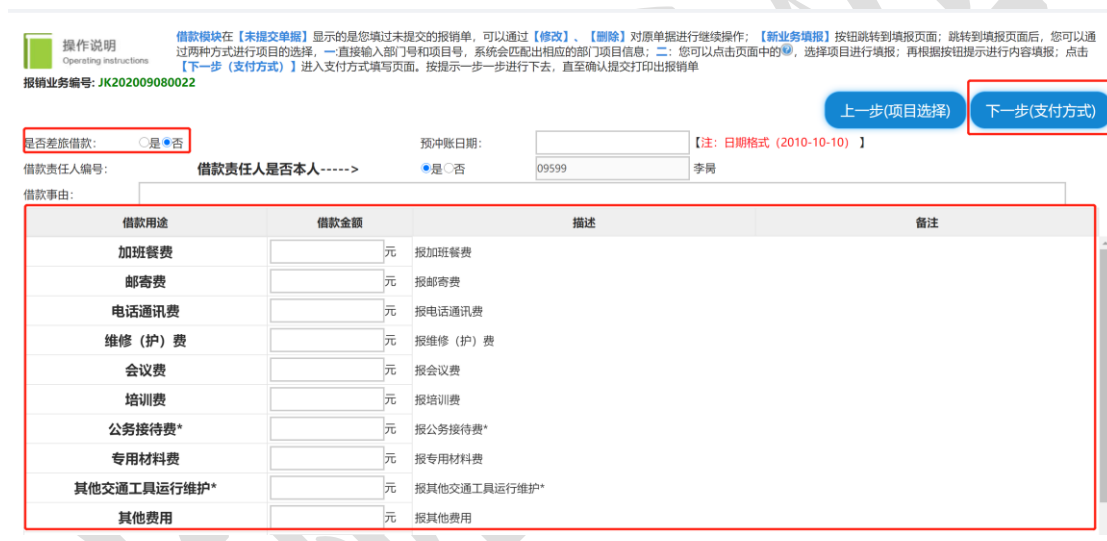 操作说明
Operating instructions
借款模块在【未提交单据】显示的是您填过未提交的报销单，可以通过【修改】、【删除】对原单据进行继续操作；【新业务填报】按钮跳转到填报页面；跳转到填报页面后，您可以通
过两种方式进行项目的选择，一:直接输入部门号和项目号，系统会匹配出相应的部门项目信息；二：您可以点击页面中的，选择项目进行填报；再根据按钮提示进行内容填报；点击
【下一步（支付方式）】进入支付方式填写页面。按提示一步一步进行下去，直至确认提交打印出报销单
报销业务编号: JK202009080022
上一步(项目选择) 下一步(支付方式)
是否差旅借款： 是 否 预冲账日期： 【注：日期格式（2010-10-10）】
借款责任人编号： 借款责任人是否本人-----> 是 否 09599 李昺
借款事由：
借款用途 借款金额 描述 备注
加班餐费 元 报加班餐费
邮寄费 元 报邮寄费
电话通讯费 元 报电话通讯费
维修（护）费 元 报维修（护）费
会议费 元 报会议费
培训费 元 报培训费
公务接待费* 元 报公务接待费*
专用材料费 元 报专用材料费
其他交通工具运行维护* 元 报其他交通工具运行维护*
其他费用 元 报其他费用